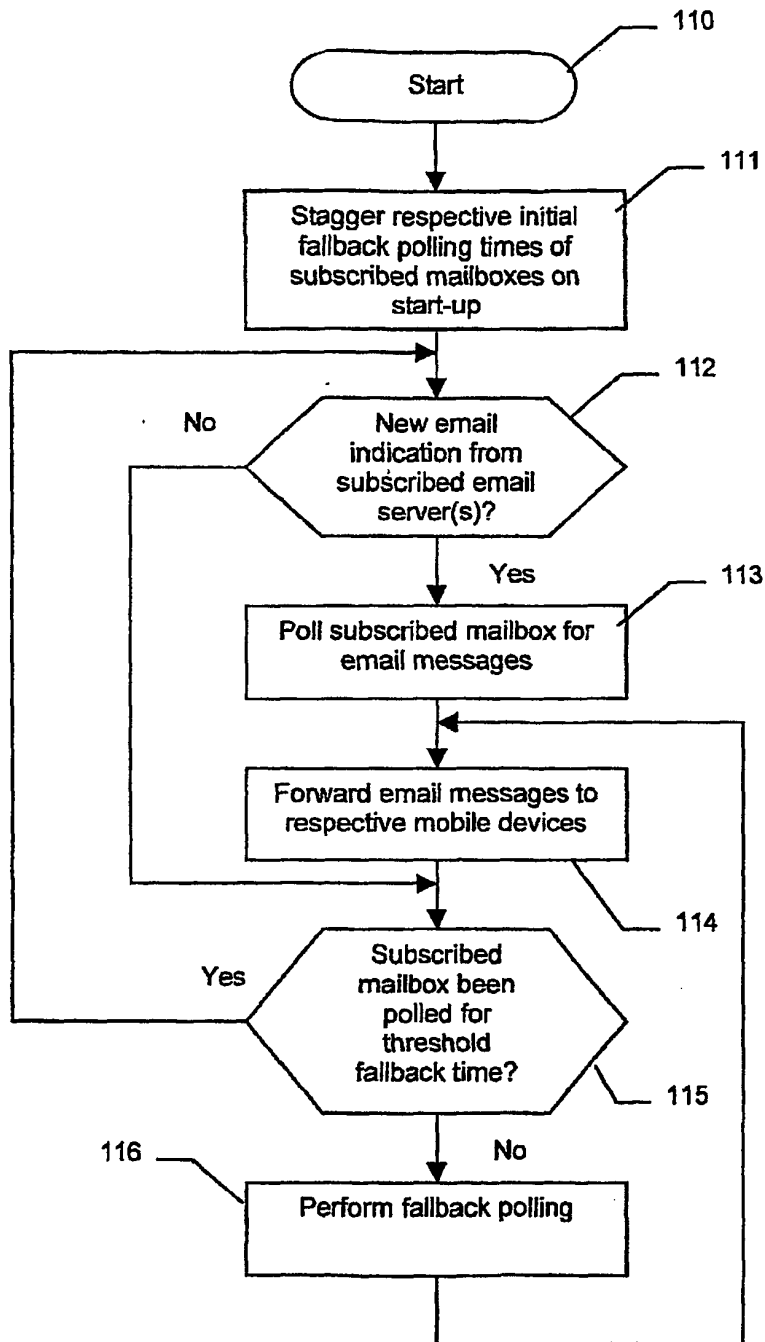 110
Start
111
Stagger respective initial
fallback polling times of
subscribed mailboxes on
start-up
112
No
New email
indication from
subscribed email
server(s)?
Yes
113
Poll subscribed mailbox for
email messages
Forward email messages to
respective mobile devices
114
Yes
Subscribed
mailbox been
polled for
threshold
fallback time?
115
No
116
Perform fallback polling